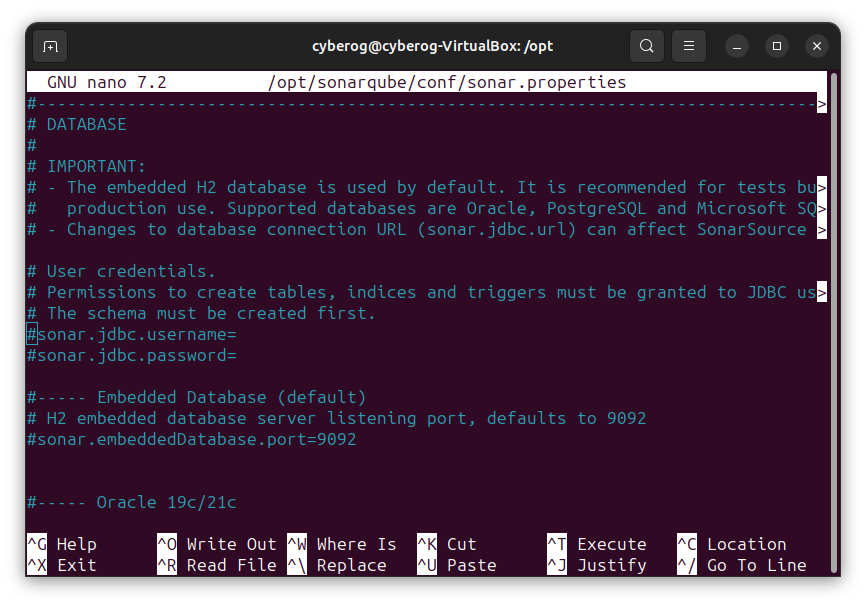 cyberog@cyberog-VirtualBox: /opt
GNU nano 7.2 /opt/sonarqube/conf/sonar.properties
#------------------------------------------------------------------------------>
# DATABASE
#
# IMPORTANT:
# - The embedded H2 database is used by default. It is recommended for tests bu>
#   production use. Supported databases are Oracle, PostgreSQL and Microsoft SQ>
# - Changes to database connection URL (sonar.jdbc.url) can affect SonarSource >
# User credentials.
# Permissions to create tables, indices and triggers must be granted to JDBC us>
# The schema must be created first.
#sonar.jdbc.username=
#sonar.jdbc.password=
#----- Embedded Database (default)
# H2 embedded database server listening port, defaults to 9092
#sonar.embeddedDatabase.port=9092
#----- Oracle 19c/21c
^G Help ^O Write Out ^W Where Is ^K Cut ^T Execute ^C Location
^X Exit ^R Read File ^\ Replace ^U Paste ^J Justify ^/ Go To Line